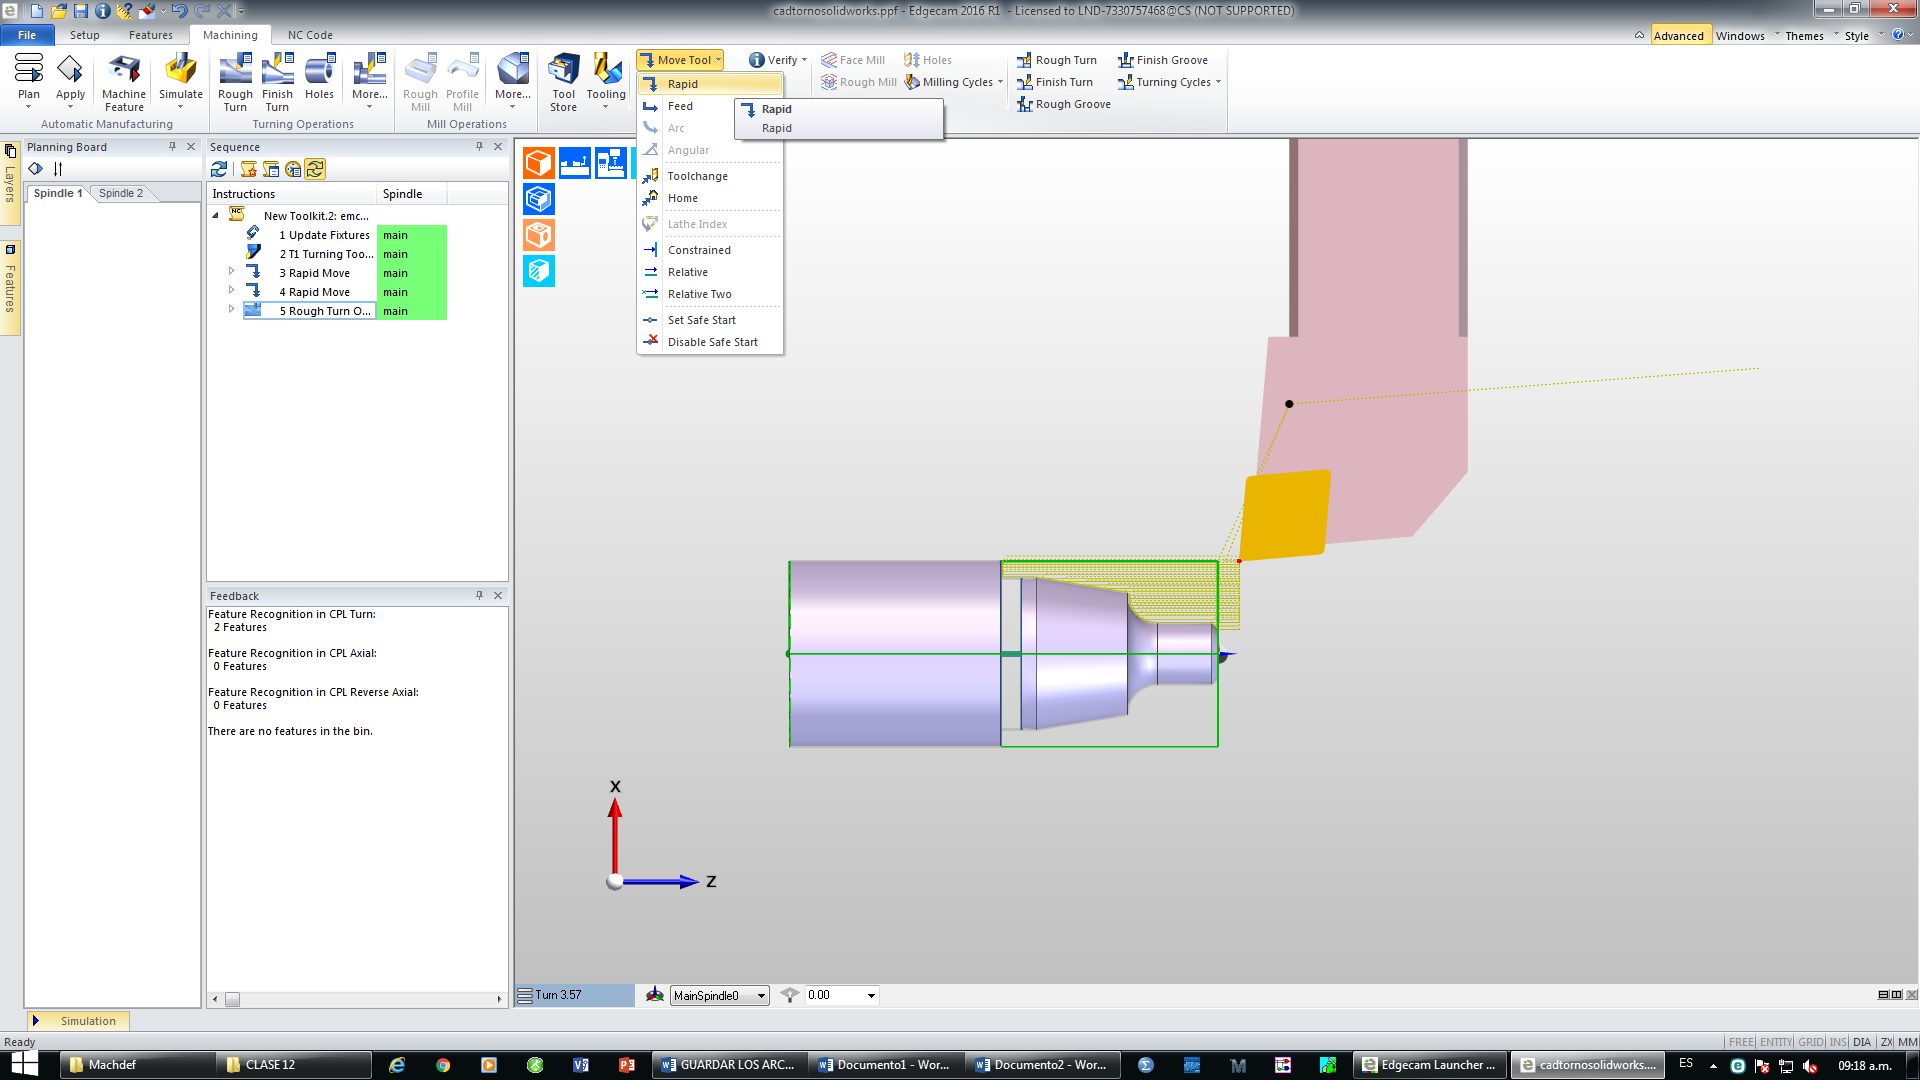 cadtornosolidworks.ppf - Edgecam 2016 R1 - Licensed to LND-7330757468@CS (NOT SUPPORTED)
File Setup Features Machining NC Code
Advanced Windows Themes Style
Plan Apply Machine Feature Simulate
Automatic Manufacturing
Rough Turn Finish Turn Holes More...
Turning Operations
Rough Mill Profile Mill More...
Mill Operations
Tool Store Tooling
Move Tool Verify
Face Mill Holes
Rough Mill Milling Cycles
Rough Turn Finish Groove
Finish Turn Turning Cycles
Rough Groove
Rapid
Feed
Arc
Angular
Toolchange
Home
Lathe Index
Constrained
Relative
Relative Two
Set Safe Start
Disable Safe Start
Rapid
Rapid
Layers
Features
Planning Board
Spindle 1 Spindle 2
Sequence
Instructions Spindle
NC New Toolkit.2: emc...
1 Update Fixtures main
2 T1 Turning Too... main
3 Rapid Move main
4 Rapid Move main
5 Rough Turn O... main
Feedback
Feature Recognition in CPL Turn:
2 Features
Feature Recognition in CPL Axial:
0 Features
Feature Recognition in CPL Reverse Axial:
0 Features
There are no features in the bin.
X
Z
Turn 3.57 MainSpindle0 0.00
Simulation
Ready
FREE ENTITY GRID INS DIA ZX MM
Machdef CLASE 12 GUARDAR LOS ARC... Documento1 - Wor... Documento2 - Wor... Edgecam Launcher ... cadtornosolidworks.... ES 09:18 a.m.